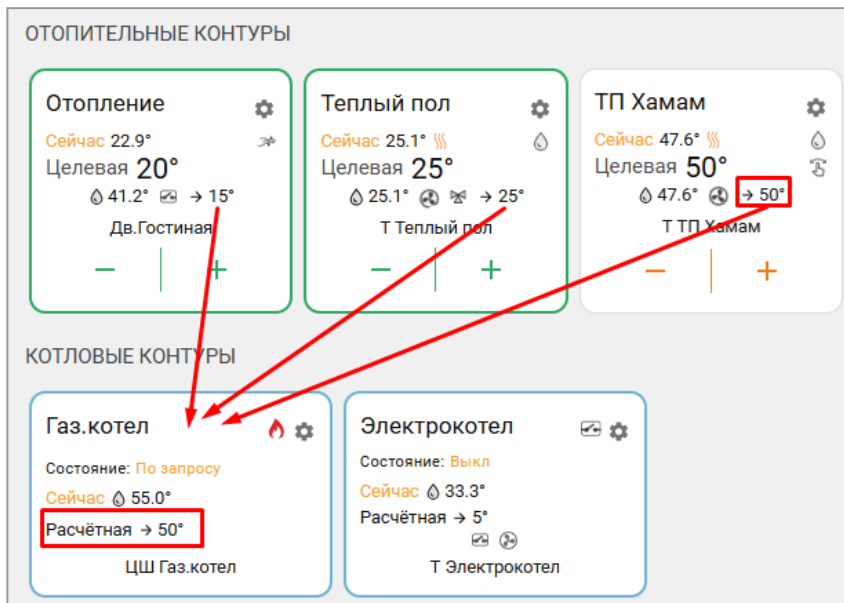 ОТОПИТЕЛЬНЫЕ КОНТУРЫ
Отопление
Сейчас 22.9°
Целевая 20°
41.2° → 15°
Дв.Гостиная
− +
Теплый пол
Сейчас 25.1°
Целевая 25°
25.1° → 25°
Т Теплый пол
− +
ТП Хамам
Сейчас 47.6°
Целевая 50°
47.6° → 50°
Т ТП Хамам
− +
КОТЛОВЫЕ КОНТУРЫ
Газ.котел
Состояние: По запросу
Сейчас 55.0°
Расчётная → 50°
ЦШ Газ.котел
Электрокотел
Состояние: Выкл
Сейчас 33.3°
Расчётная → 5°
Т Электрокотел